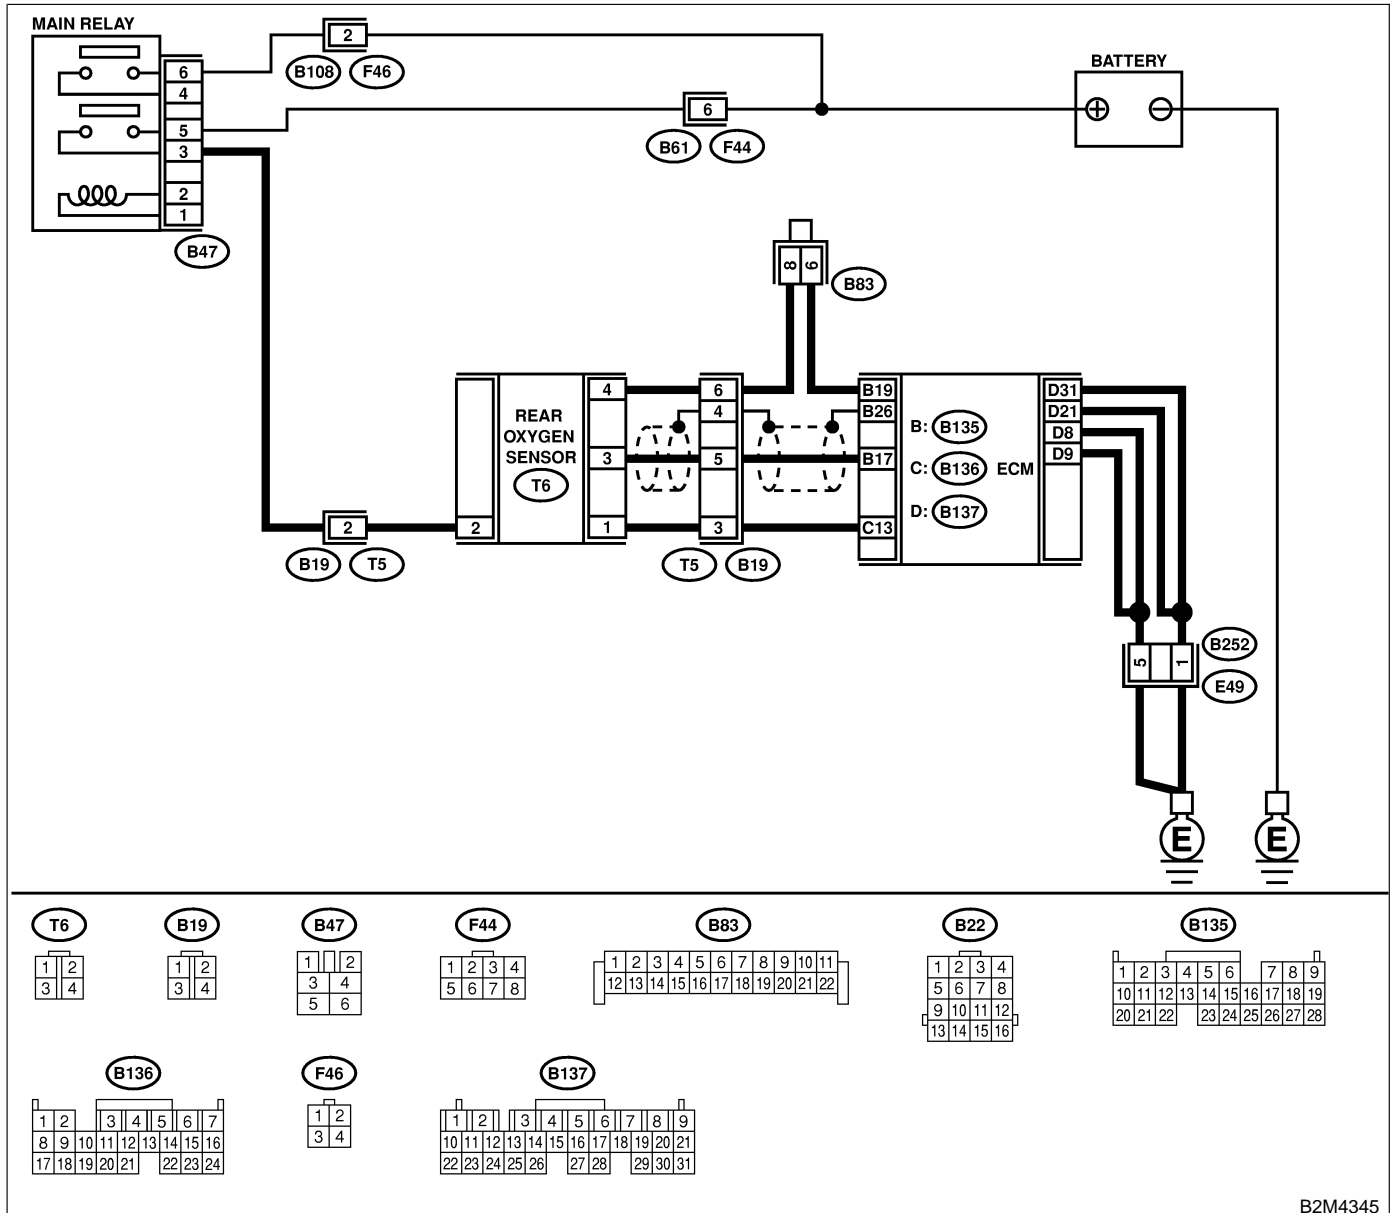 MAIN RELAY
6
4
5
3
2
1
B47
2
B108 F46
6
B61 F44
BATTERY
+ −
8 6
B83
2
B19 T5
2
REAR
OXYGEN
SENSOR
T6
4
3
1
6
4
5
3
T5 B19
B19
B26
B17
C13
B: B135
C: B136 ECM
D: B137
D31
D21
D8
D9
5 1
B252
E49
E E
T6
1 2
3 4
B19
1 2
3 4
B47
1 2
3 4
5 6
F44
1 2 3 4
5 6 7 8
B83
1 2 3 4 5 6 7 8 9 10 11
12 13 14 15 16 17 18 19 20 21 22
B22
1 2 3 4
5 6 7 8
9 10 11 12
13 14 15 16
B135
1 2 3 4 5 6 7 8 9
10 11 12 13 14 15 16 17 18 19
20 21 22 23 24 25 26 27 28
B136
1 2 3 4 5 6 7
8 9 10 11 12 13 14 15 16
17 18 19 20 21 22 23 24
F46
1 2
3 4
B137
1 2 3 4 5 6 7 8 9
10 11 12 13 14 15 16 17 18 19 20 21
22 23 24 25 26 27 28 29 30 31
B2M4345